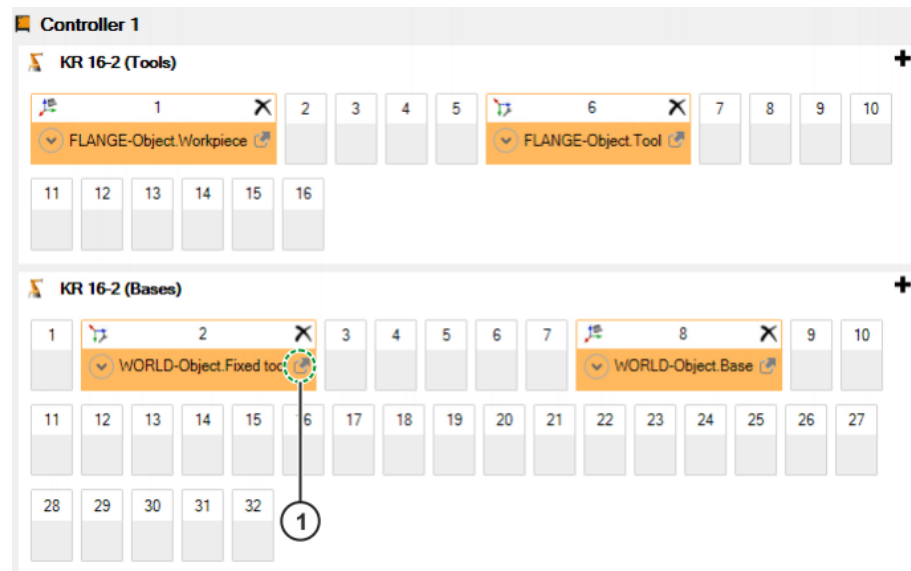 Controller 1
KR 16-2 (Tools)
1 2 3 4 5 6 7 8 9 10
FLANGE-Object.Workpiece FLANGE-Object.Tool
11 12 13 14 15 16
KR 16-2 (Bases)
1 2 3 4 5 6 7 8 9 10
WORLD-Object.Fixed too WORLD-Object.Base
11 12 13 14 15 16 17 18 19 20 21 22 23 24 25 26 27
28 29 30 31 32
1